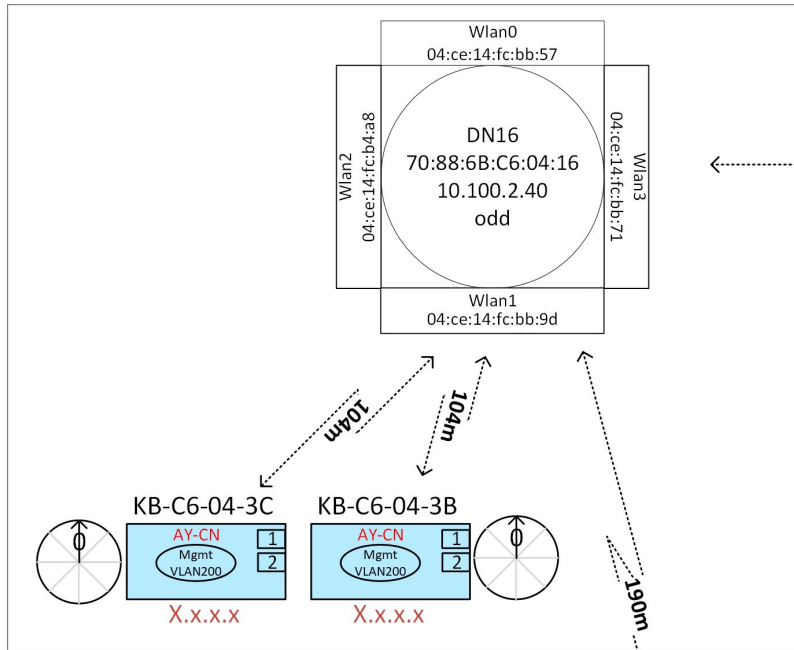 Wlan0
04:ce:14:fc:bb:57
Wlan2
04:ce:14:fc:b4:a8
DN16
70:88:6B:C6:04:16
10.100.2.40
odd
04:ce:14:fc:bb:71
Wlan3
Wlan1
04:ce:14:fc:bb:9d
104m
104m
KB-C6-04-3C
KB-C6-04-3B
0
AY-CN
Mgmt
VLAN200
1
2
X.x.x.x
AY-CN
Mgmt
VLAN200
1
2
X.x.x.x
0
190m